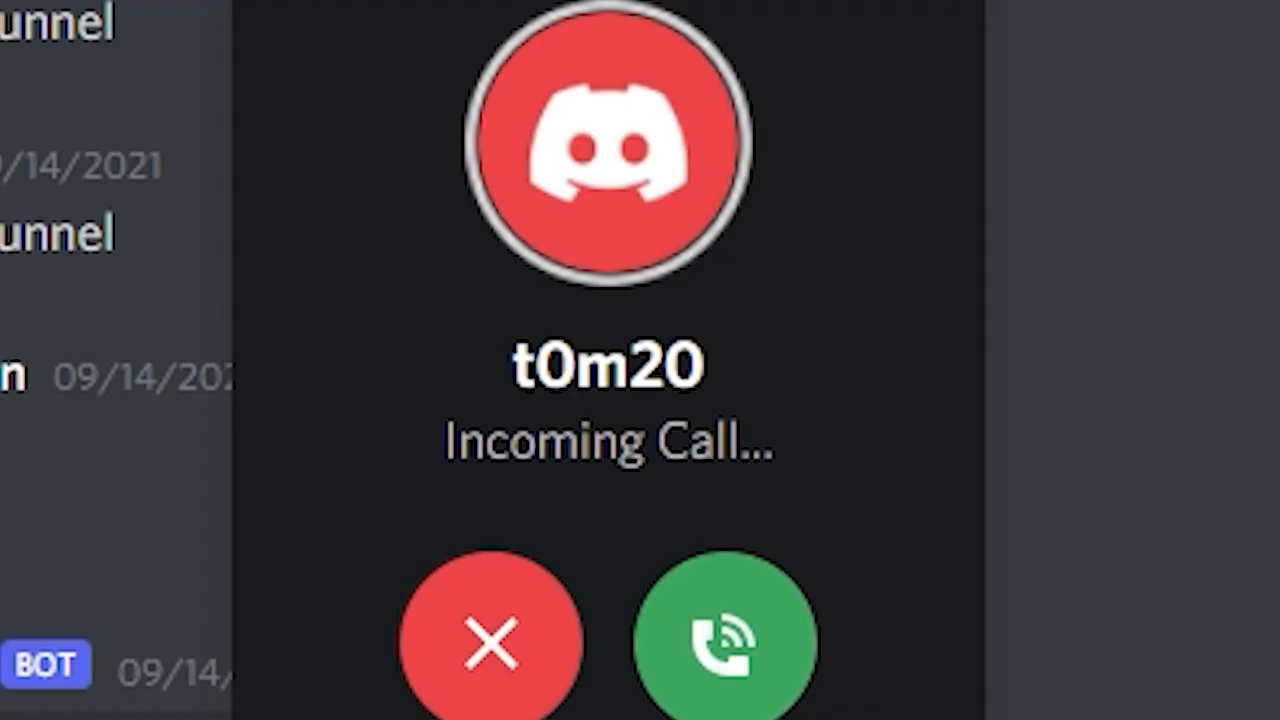 unnel
/14/2021
unnel
n 09/14/202
t0m20
Incoming Call...
BOT 09/14/